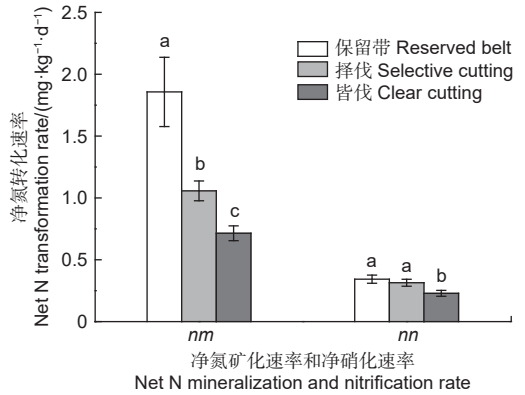 净氮转化速率
Net N transformation rate/(mg·kg⁻¹·d⁻¹)
2.5
2.0
1.5
1.0
0.5
0
保留带 Reserved belt
择伐 Selective cutting
皆伐 Clear cutting
a
b
c
a
a
b
nm
nn
净氮矿化速率和净硝化速率
Net N mineralization and nitrification rate